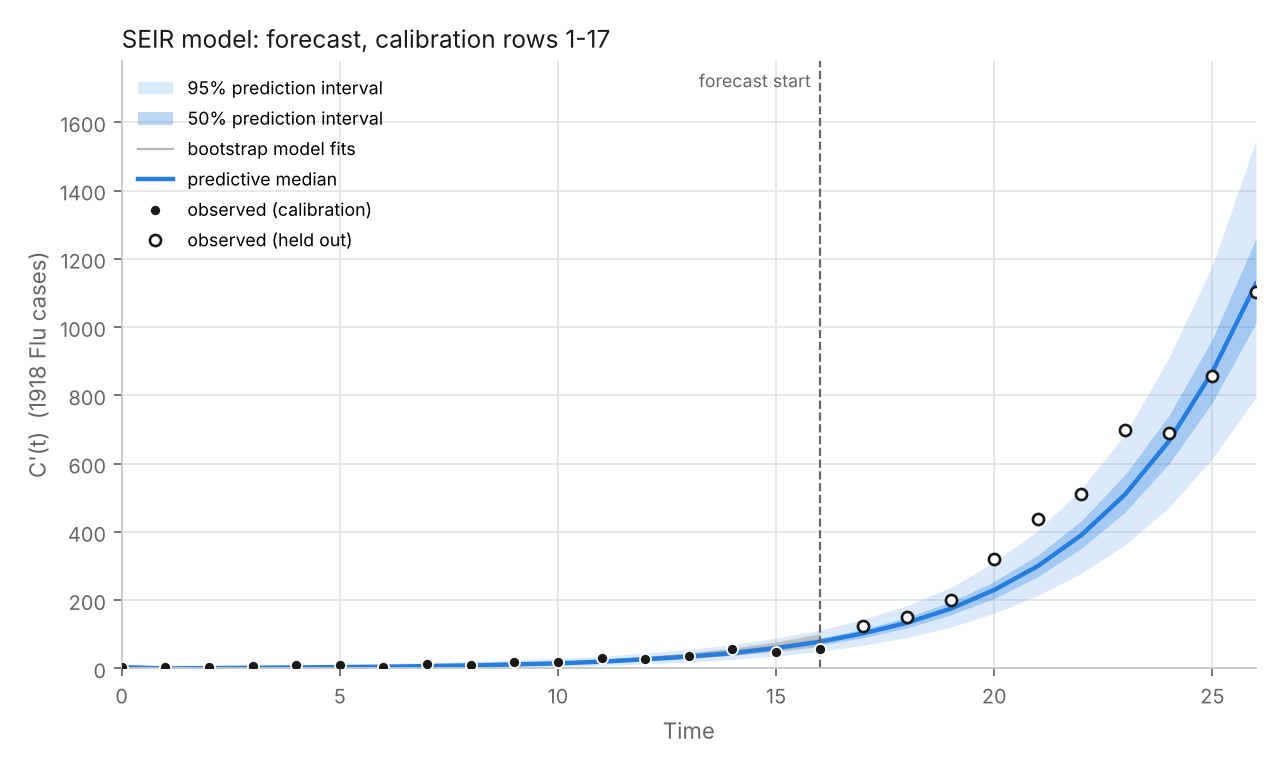 SEIR model: forecast, calibration rows 1-17
forecast start
95% prediction interval
50% prediction interval
bootstrap model fits
predictive median
observed (calibration)
observed (held out)
C'(t) (1918 Flu cases)
1600
1400
1200
1000
800
600
400
200
0
0 5 10 15 20 25
Time